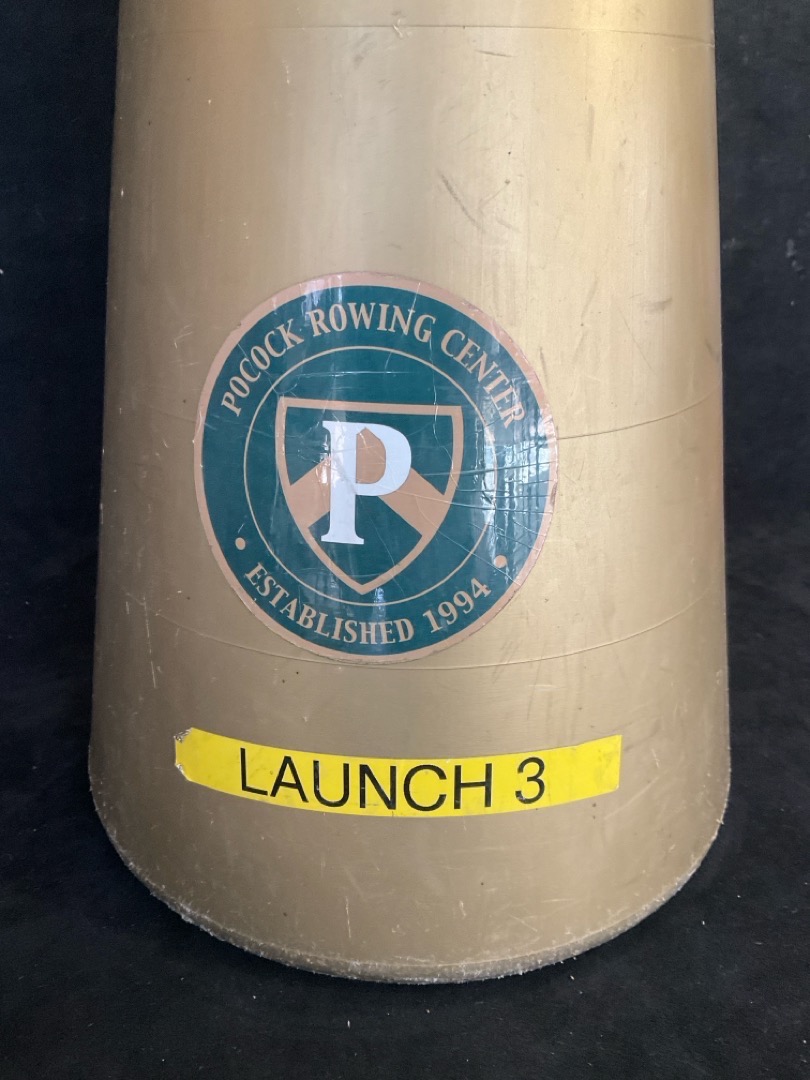 POCOCK ROWING CENTER
P
• ESTABLISHED 1994 •
LAUNCH 3